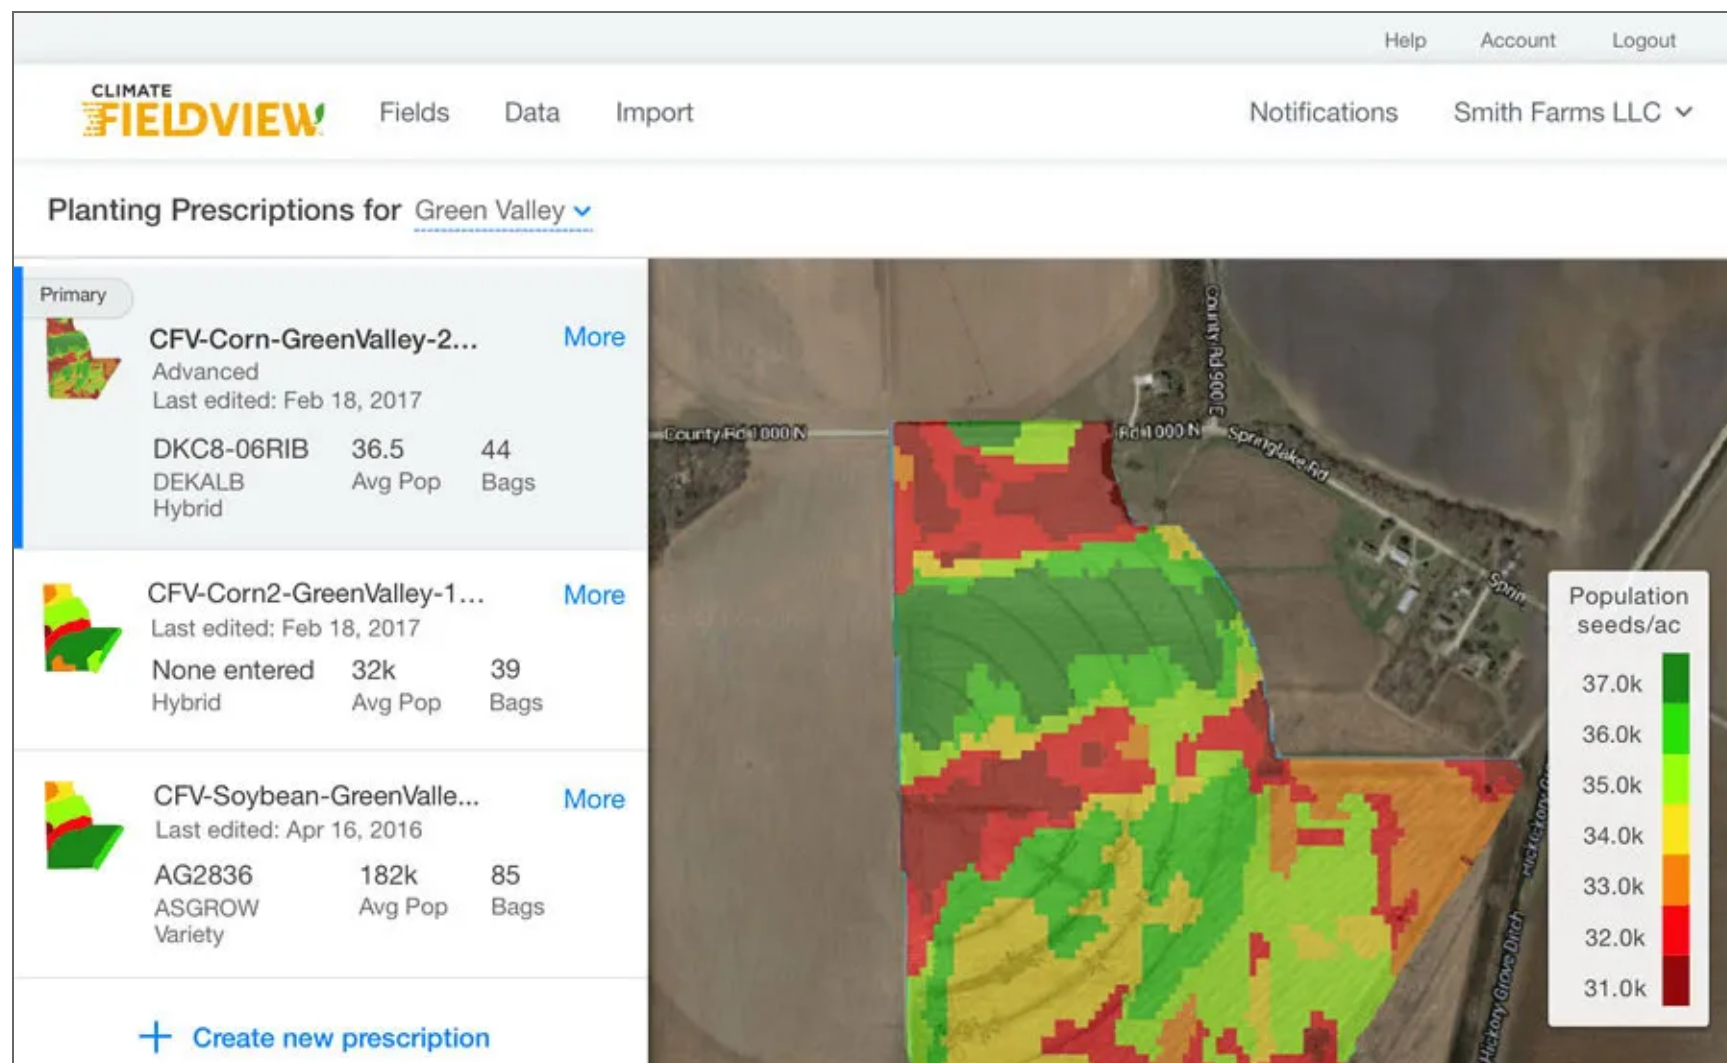 Help Account Logout
CLIMATE
FIELDVIEW
Fields Data Import Notifications Smith Farms LLC
Planting Prescriptions for Green Valley
Primary
CFV-Corn-GreenValley-2... More
Advanced
Last edited: Feb 18, 2017
DKC8-06RIB 36.5 44
DEKALB Avg Pop Bags
Hybrid
CFV-Corn2-GreenValley-1... More
Last edited: Feb 18, 2017
None entered 32k 39
Hybrid Avg Pop Bags
CFV-Soybean-GreenValle... More
Last edited: Apr 16, 2016
AG2836 182k 85
ASGROW Avg Pop Bags
Variety
+ Create new prescription
County Rd 900 E
County Rd 1000 N
Rd 1000 N
Springlake Rd
Sprin
Hickory Gro
Hickory Grove Ditch
Population
seeds/ac
37.0k
36.0k
35.0k
34.0k
33.0k
32.0k
31.0k